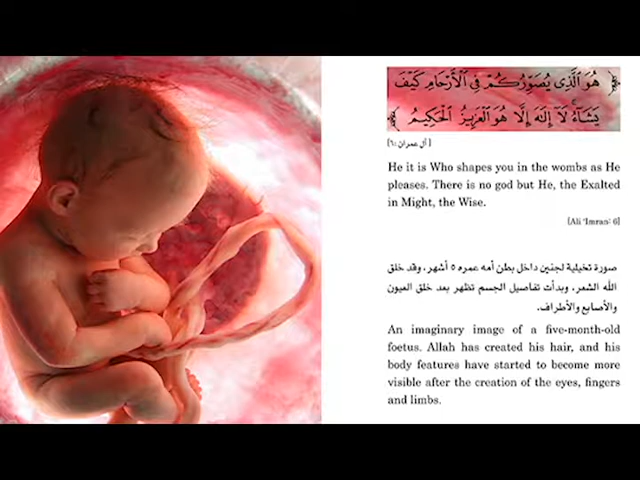 ﴿هُوَ ٱلَّذِى يُصَوِّرُكُمْ فِى ٱلْأَرْحَامِ كَيْفَ
يَشَآءُ لَآ إِلَٰهَ إِلَّا هُوَ ٱلْعَزِيزُ ٱلْحَكِيمُ﴾
[آل عمران: ٦]
He it is Who shapes you in the wombs as He
pleases. There is no god but He, the Exalted
in Might, the Wise.
[Ali 'Imran: 6]
صورة تخيلية لجنين داخل بطن أمه عمره ٥ أشهر، وقد خلق
الله الشعر، وبدأت تفاصيل الجسم تظهر بعد خلق العيون
والأصابع والأطراف.
An imaginary image of a five-month-old
foetus. Allah has created his hair, and his
body features have started to become more
visible after the creation of the eyes, fingers
and limbs.